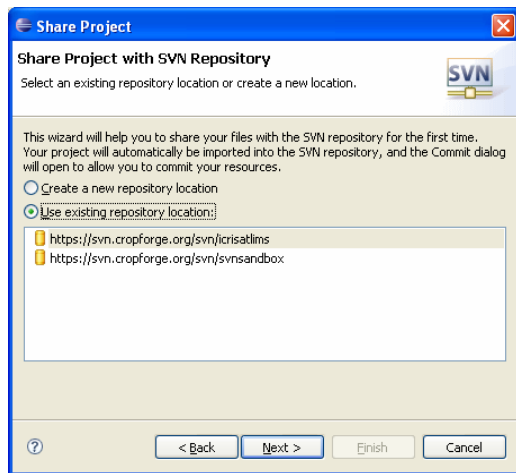 Share Project
Share Project with SVN Repository
Select an existing repository location or create a new location.
SVN
This wizard will help you to share your files with the SVN repository for the first time.
Your project will automatically be imported into the SVN repository, and the Commit dialog
will open to allow you to commit your resources.
Create a new repository location
Use existing repository location:
https://svn.cropforge.org/svn/icrisatlims
https://svn.cropforge.org/svn/svnsandbox
?
< Back
Next >
Finish
Cancel